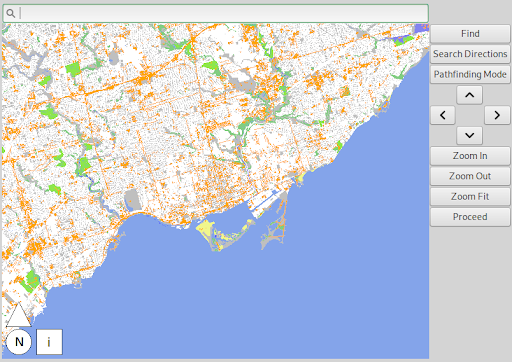 Find
Search Directions
Pathfinding Mode
Zoom In
Zoom Out
Zoom Fit
Proceed
N
i